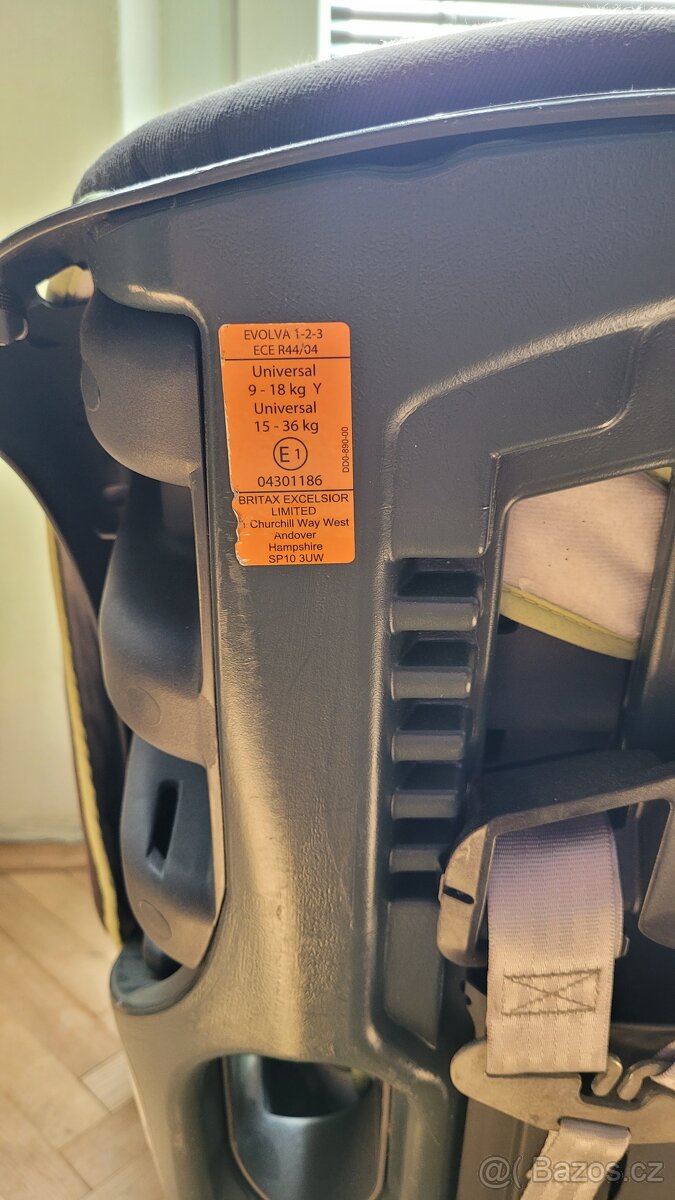 EVOLVA 1-2-3
ECE R44/04
Universal
9 - 18 kg Y
Universal
15 - 36 kg
E1
04301186
DD0-890-00
BRITAX EXCELSIOR
LIMITED
Churchill Way West
Andover
Hampshire
SP10 3UW
Bazos.cz